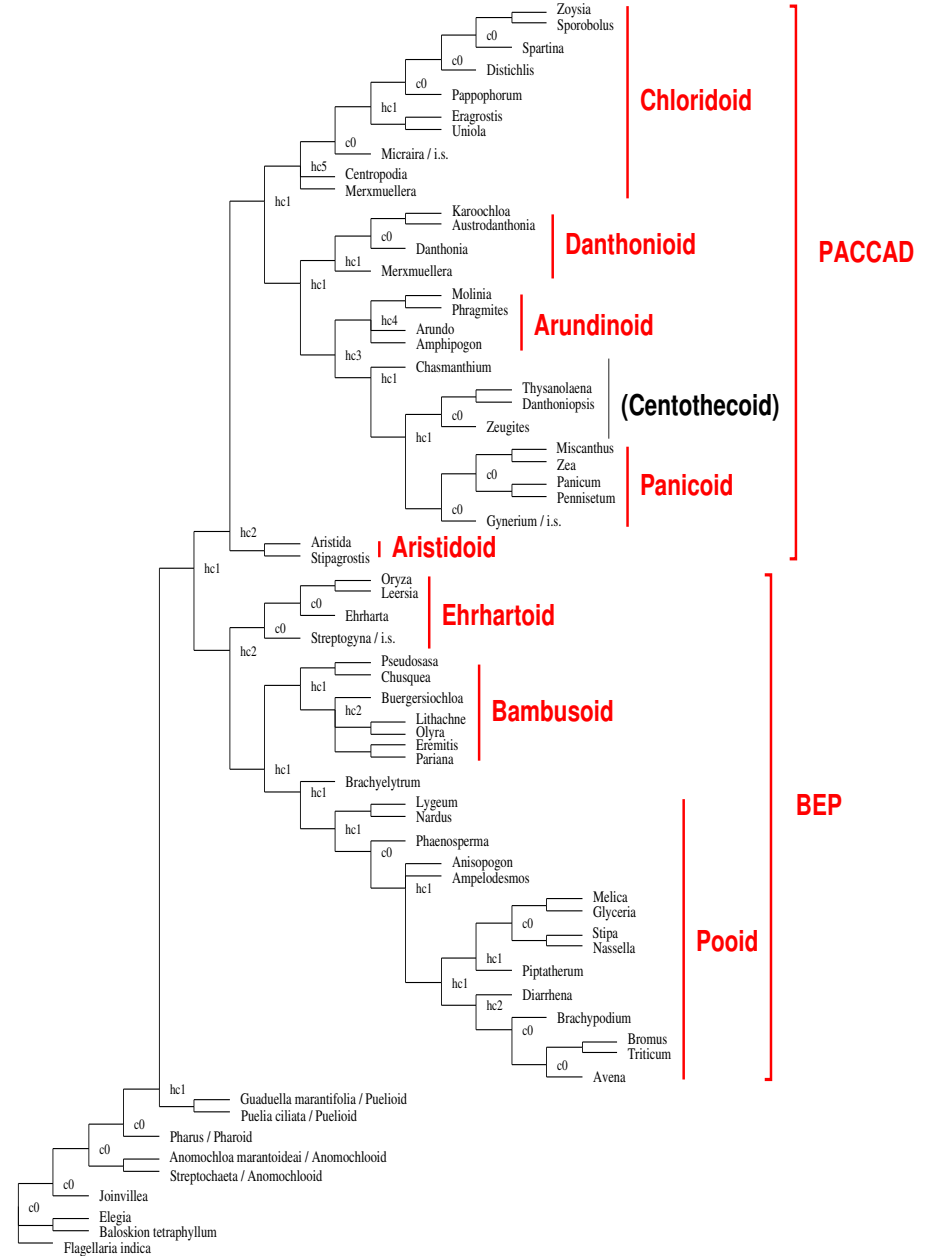 Zoysia
Sporobolus
c0
Spartina
c0
Distichlis
c0
Pappophorum
Chloridoid
hc1
Eragrostis
Uniola
c0
Micraira / i.s.
hc5
Centropodia
Merxmuellera
hc1
Karoochloa
Austrodanthonia
c0
Danthonia
Danthonioid
PACCAD
hc1
Merxmuellera
hc1
Molinia
Phragmites
hc4
Arundo
Arundinoid
Amphipogon
hc3
Chasmanthium
hc1
Thysanolaena
Danthoniopsis
(Centothecoid)
c0
Zeugites
hc1
Miscanthus
Zea
c0
Panicum
Panicoid
Pennisetum
c0
Gynerium / i.s.
hc2
Aristida
Aristidoid
Stipagrostis
hc1
Oryza
Leersia
c0
Ehrharta
Ehrhartoid
c0
Streptogyna / i.s.
hc2
Pseudosasa
Chusquea
hc1
Buergersiochloa
hc2
Bambusoid
Lithachne
Olyra
Eremitis
Pariana
hc1
Brachyelytrum
hc1
Lygeum
BEP
Nardus
hc1
Phaenosperma
c0
Anisopogon
Ampelodesmos
hc1
Melica
Glyceria
c0
Stipa
Pooid
Nassella
hc1
Piptatherum
hc1
Diarrhena
hc2
Brachypodium
c0
Bromus
Triticum
c0
Avena
hc1
Guaduella marantifolia / Puelioid
Puelia ciliata / Puelioid
c0
Pharus / Pharoid
c0
Anomochloa marantoideai / Anomochlooid
Streptochaeta / Anomochlooid
c0
Joinvillea
c0
Elegia
Baloskion tetraphyllum
Flagellaria indica